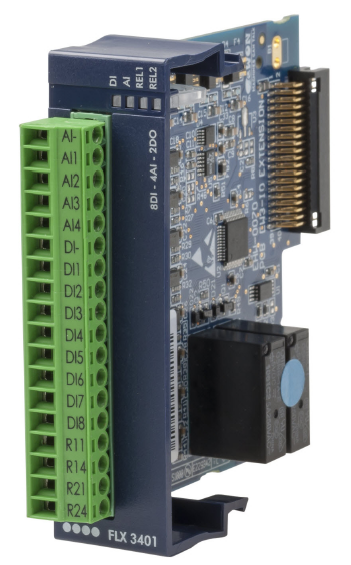 DI
AI
REL1
REL2
8DI - 4AI - 2DO
AI-
AI1
AI2
AI3
AI4
DI-
DI1
DI2
DI3
DI4
DI5
DI6
DI7
DI8
R11
R14
R21
R24
FLX 3401